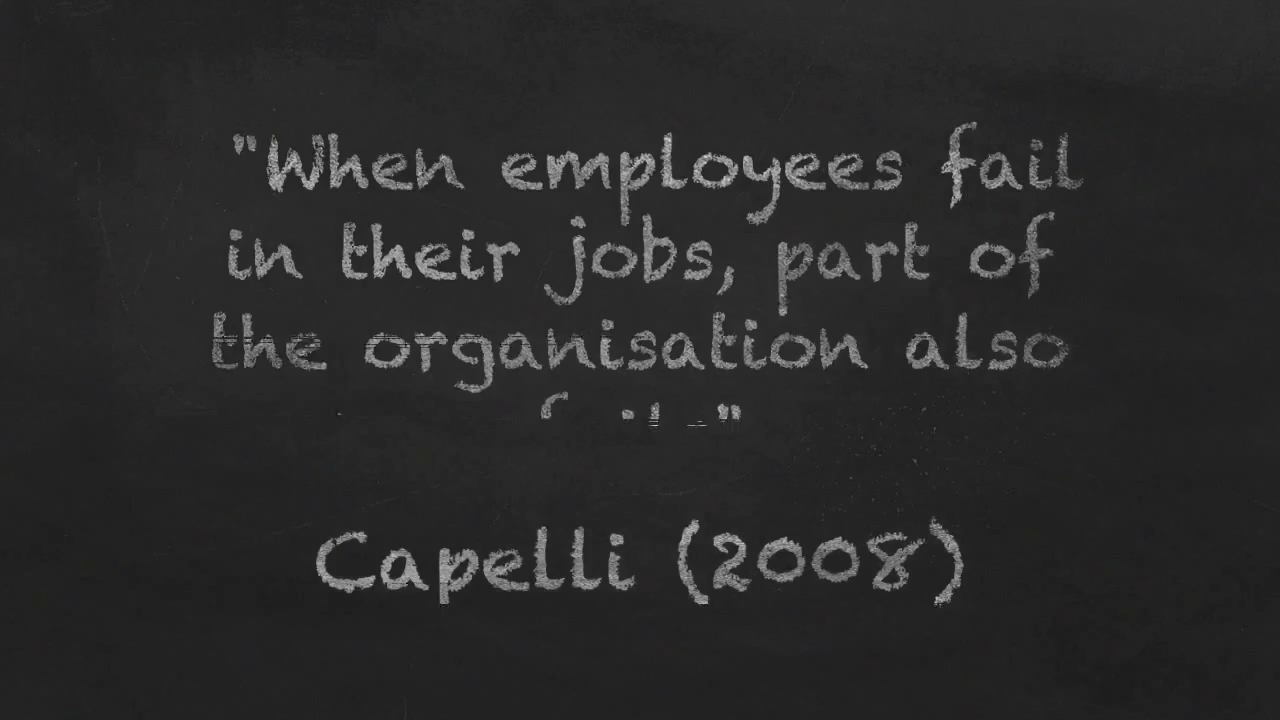 "When employees fail
in their jobs, part of
the organisation also
Capelli (2008)